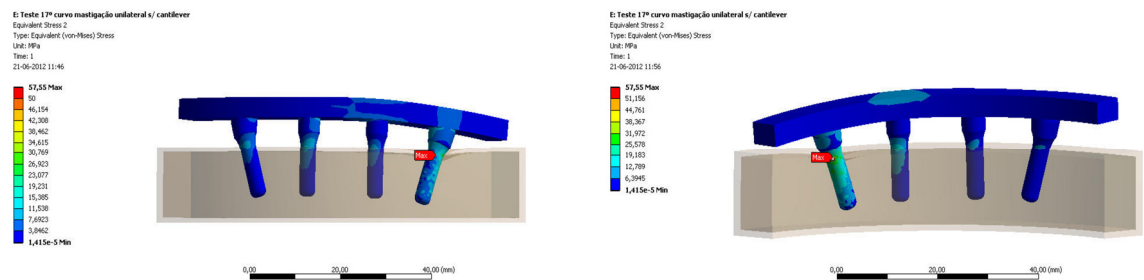 E: Teste 17º curvo mastigação unilateral s/ cantilever
Equivalent Stress 2
Type: Equivalent (von-Mises) Stress
Unit: MPa
Time: 1
21-06-2012 11:46
57,55 Max
50
46,154
42,308
38,462
34,615
30,769
26,923
23,077
19,231
15,385
11,538
7,6923
3,8462
1,415e-5 Min
Max
0,00
20,00
40,00 (mm)
E: Teste 17º curvo mastigação unilateral s/ cantilever
Equivalent Stress 2
Type: Equivalent (von-Mises) Stress
Unit: MPa
Time: 1
21-06-2012 11:56
57,55 Max
51,156
44,761
38,367
31,972
25,578
19,183
12,789
6,3945
1,415e-5 Min
Max
0,00
20,00
40,00 (mm)